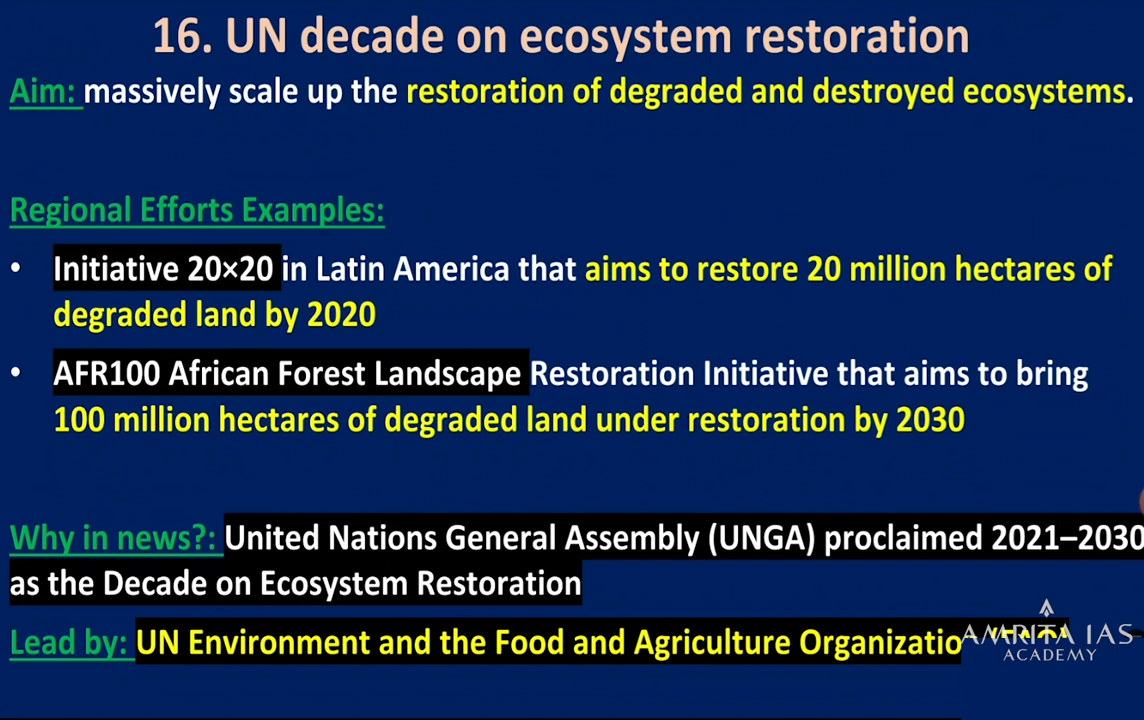 16. UN decade on ecosystem restoration
Aim: massively scale up the restoration of degraded and destroyed ecosystems.
Regional Efforts Examples:
• Initiative 20×20 in Latin America that aims to restore 20 million hectares of
degraded land by 2020
• AFR100 African Forest Landscape Restoration Initiative that aims to bring
100 million hectares of degraded land under restoration by 2030
Why in news?: United Nations General Assembly (UNGA) proclaimed 2021–2030
as the Decade on Ecosystem Restoration
Lead by: UN Environment and the Food and Agriculture Organizatio
AMRITA IAS
ACADEMY